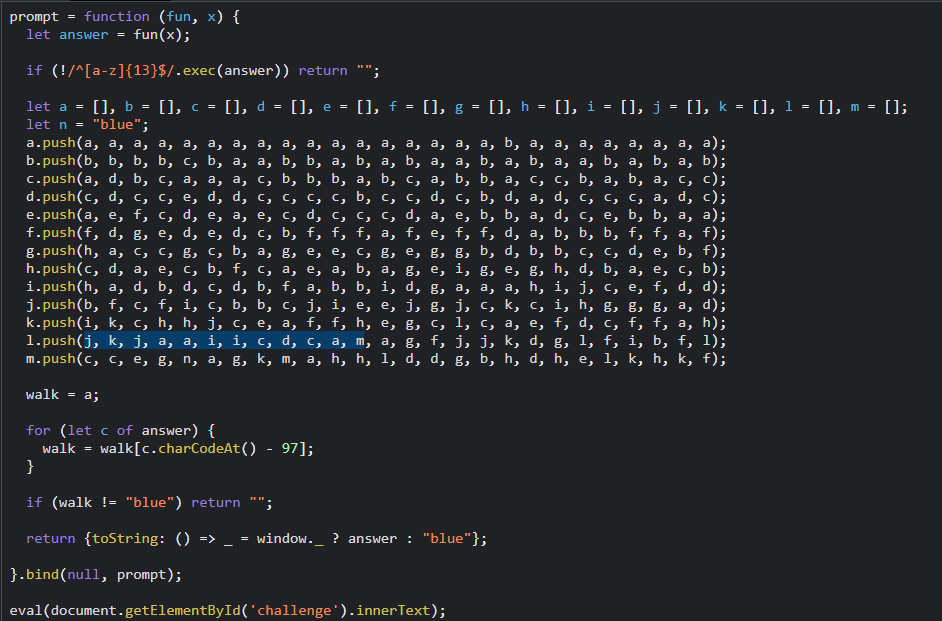 prompt = function (fun, x) {
let answer = fun(x);
if (!/^[a-z]{13}$/.exec(answer)) return "";
let a = [], b = [], c = [], d = [], e = [], f = [], g = [], h = [], i = [], j = [], k = [], l = [], m = [];
let n = "blue";
a.push(a, a, a, a, a, a, a, a, a, a, a, a, a, a, a, a, a, b, a, a, a, a, a, a, a, a);
b.push(b, b, b, b, c, b, a, a, b, b, a, b, a, b, a, a, b, a, b, a, a, b, a, b, a, b);
c.push(a, d, b, c, a, a, a, c, b, b, b, a, b, c, a, b, b, a, c, c, b, a, b, a, c, c);
d.push(c, d, c, c, e, d, d, c, c, c, c, b, c, c, d, c, b, d, a, d, c, c, c, a, d, c);
e.push(a, e, f, c, d, e, a, e, c, d, c, c, c, d, a, e, b, b, a, d, c, e, b, b, a, a);
f.push(f, d, g, e, d, e, d, c, b, f, f, f, a, f, e, f, f, d, a, b, b, b, f, f, a, f);
g.push(h, a, c, c, g, c, b, a, g, e, e, c, g, e, g, g, b, d, b, b, c, c, d, e, b, f);
h.push(c, d, a, e, c, b, f, c, a, e, a, b, a, g, e, i, g, e, g, h, d, b, a, e, c, b);
i.push(h, a, d, b, d, c, d, b, f, a, b, b, i, d, g, a, a, a, h, i, j, c, e, f, d, d);
j.push(b, f, c, f, i, c, b, b, c, j, i, e, e, j, g, j, c, k, c, i, h, g, g, g, a, d);
k.push(i, k, c, h, h, j, c, e, a, f, f, h, e, g, c, l, c, a, e, f, d, c, f, f, a, h);
l.push(j, k, j, a, a, i, i, c, d, c, a, m, a, g, f, j, j, k, d, g, l, f, i, b, f, l);
m.push(c, c, e, g, n, a, g, k, m, a, h, h, l, d, d, g, b, h, d, h, e, l, k, h, k, f);
walk = a;
for (let c of answer) {
walk = walk[c.charCodeAt() - 97];
}
if (walk != "blue") return "";
return {toString: () => _ = window._ ? answer : "blue"};
}.bind(null, prompt);
eval(document.getElementById('challenge').innerText);